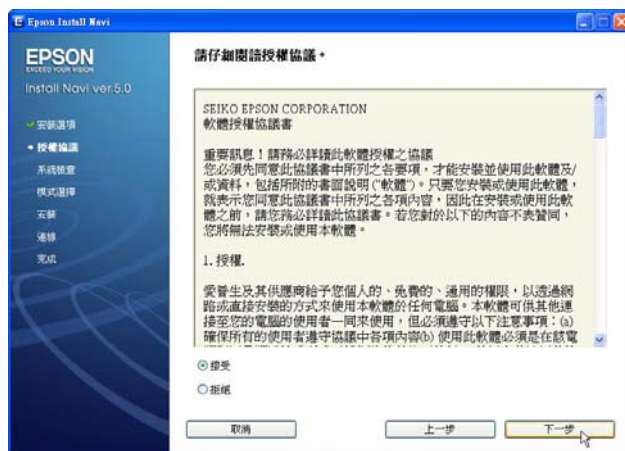 Epson Install Navi
EPSON
EXCEED YOUR VISION
Install Navi ver.5.0
安裝選項
授權協議
系統檢查
模式選擇
安裝
連線
完成
請仔細閱讀授權協議。
SEIKO EPSON CORPORATION
軟體授權協議書
重要訊息！請務必詳讀此軟體授權之協議
您必須先同意此協議書中所列之各要項，才能安裝並使用此軟體及/
或資料，包括所附的書面說明("軟體")。只要您安裝或使用此軟體，
就表示您同意此協議書中所列之各項內容，因此在安裝或使用此軟
體之前，請您務必詳讀此協議書。若您對於以下的內容不表贊同，
您將無法安裝或使用本軟體。
1. 授權.
愛普生及其供應商給予您個人的、免費的、通用的權限，以透過網
路或直接安裝的方式來使用本軟體於任何電腦。本軟體可供其他連
接至您的電腦的使用者一同來使用，但必須遵守以下注意事項：(a)
確保所有的使用者遵守協議中各項內容(b) 使用此軟體必須是在該電
接受
拒絕
取消
上一步
下一步